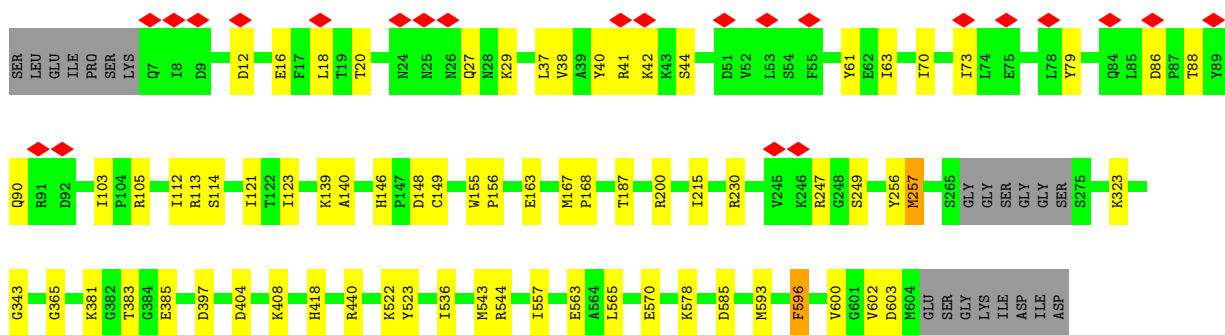 SER LEU GLU ILE PRO SER LYS Q7 I8 D9 D12 E16 F17 L18 T19 T20 N24 N25 N26 Q27 N28 K29 L37 V38 A39 Y40 R41 K42 K43 S44 D51 V52 L53 S54 F55 Y61 E62 I63 I70 I73 L74 E75 L78 Y79 Q84 L85 D86 P87 T88 Y89
Q90 R91 D92 I103 P104 R105 I112 R113 S114 I121 T122 I123 K139 A140 H146 P147 D148 C149 W155 P156 E163 M167 P168 T187 R200 I215 R230 V245 K246 R247 G248 S249 Y256 M257 S265 GLY GLY SER GLY GLY SER S275 K323
G343 G365 K381 G382 T383 G384 E385 D397 D404 K408 H418 R440 K522 Y523 I536 M543 R544 I557 E563 A564 L565 E570 K578 D585 M593 F596 V600 G601 V602 D603 M604 GLU SER GLY LYS ILE ASP ILE ASP